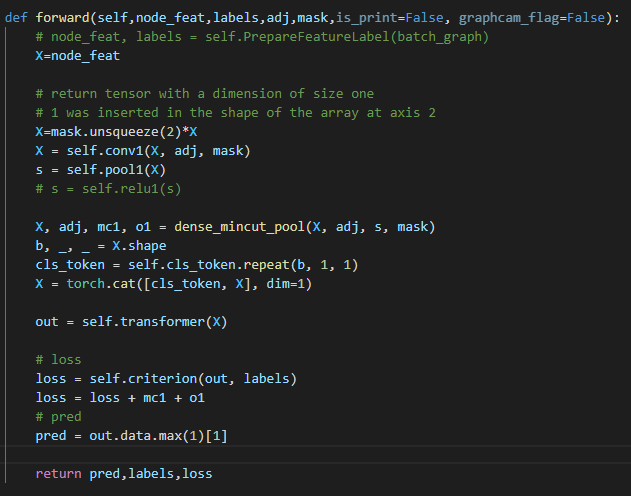 def forward(self,node_feat,labels,adj,mask,is_print=False, graphcam_flag=False):
# node_feat, labels = self.PrepareFeatureLabel(batch_graph)
X=node_feat
# return tensor with a dimension of size one
# 1 was inserted in the shape of the array at axis 2
X=mask.unsqueeze(2)*X
X = self.conv1(X, adj, mask)
s = self.pool1(X)
# s = self.relu1(s)
X, adj, mc1, o1 = dense_mincut_pool(X, adj, s, mask)
b, _, _ = X.shape
cls_token = self.cls_token.repeat(b, 1, 1)
X = torch.cat([cls_token, X], dim=1)
out = self.transformer(X)
# loss
loss = self.criterion(out, labels)
loss = loss + mc1 + o1
# pred
pred = out.data.max(1)[1]
return pred,labels,loss